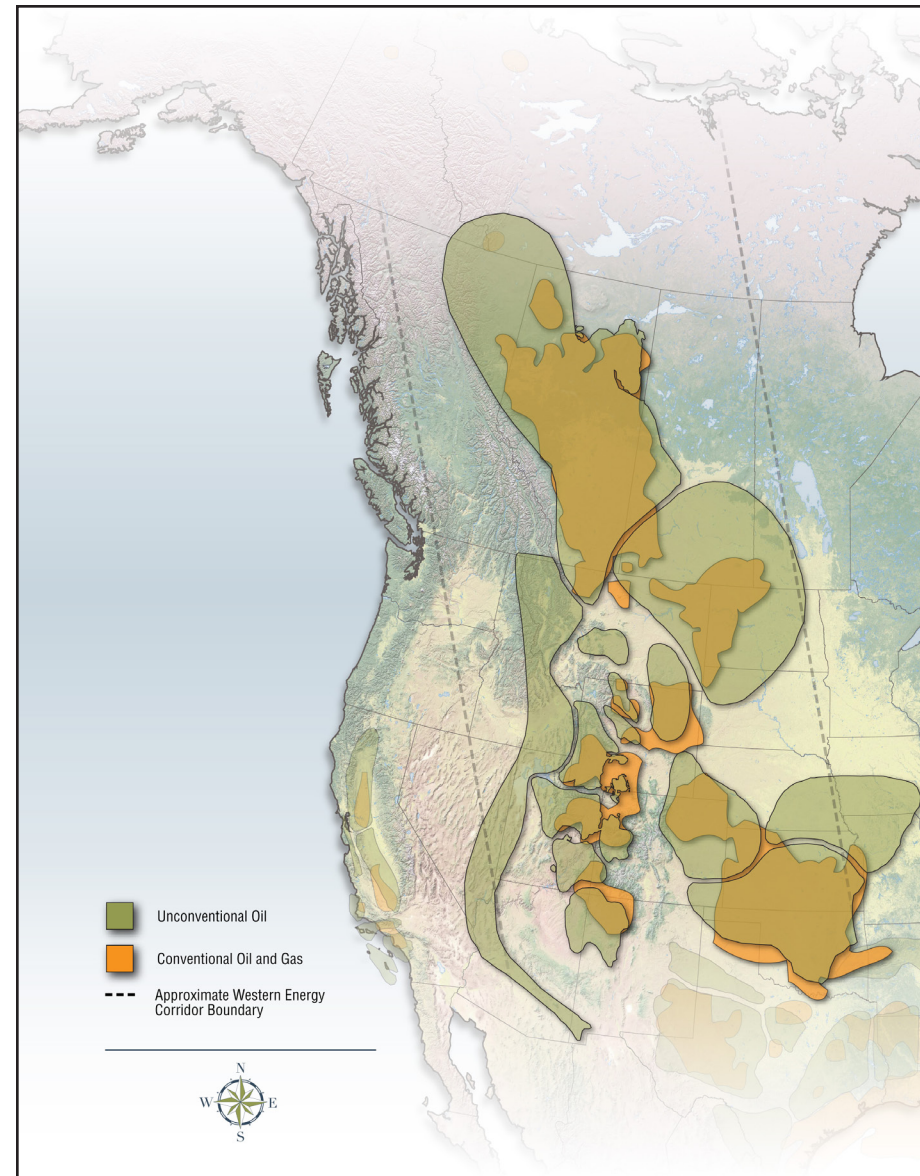 Unconventional Oil
Conventional Oil and Gas
Approximate Western Energy
Corridor Boundary
N
W E
S